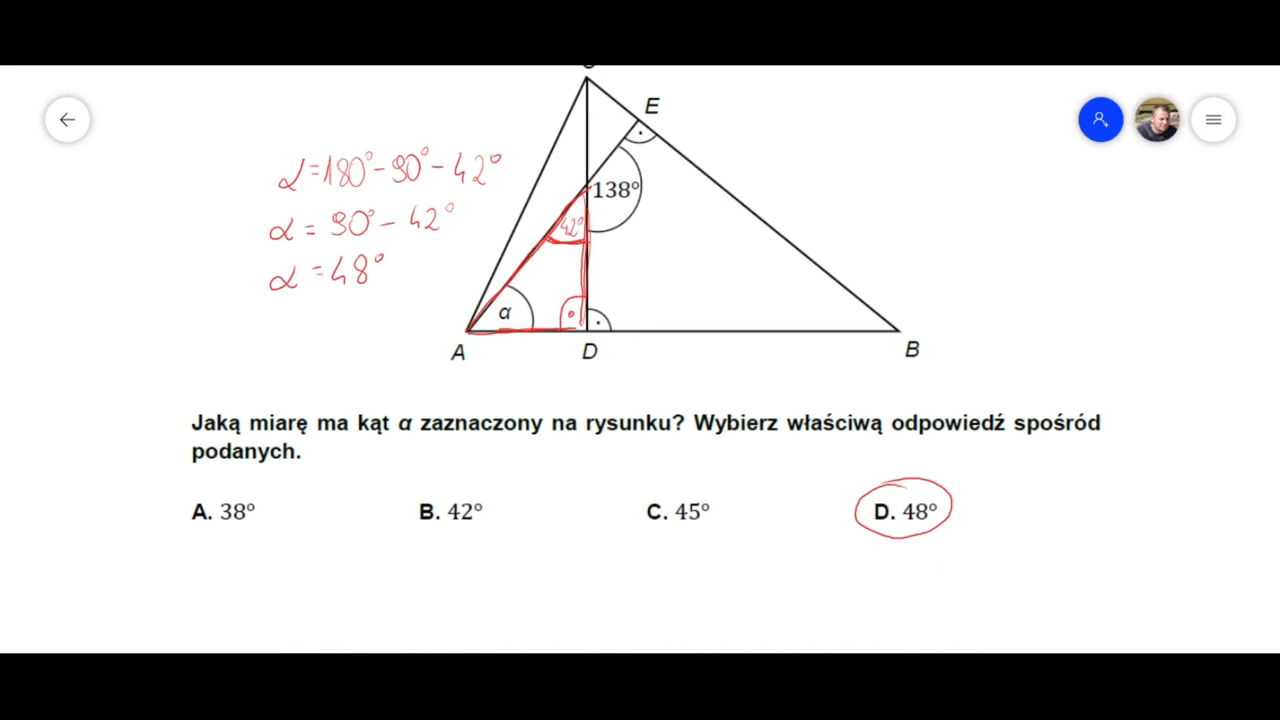 E
α=180°-90°-42°
138°
α=90°-42°
42°
α=48°
α
A
D
B
Jaką miarę ma kąt α zaznaczony na rysunku? Wybierz właściwą odpowiedź spośród
podanych.
A. 38° B. 42° C. 45° D. 48°